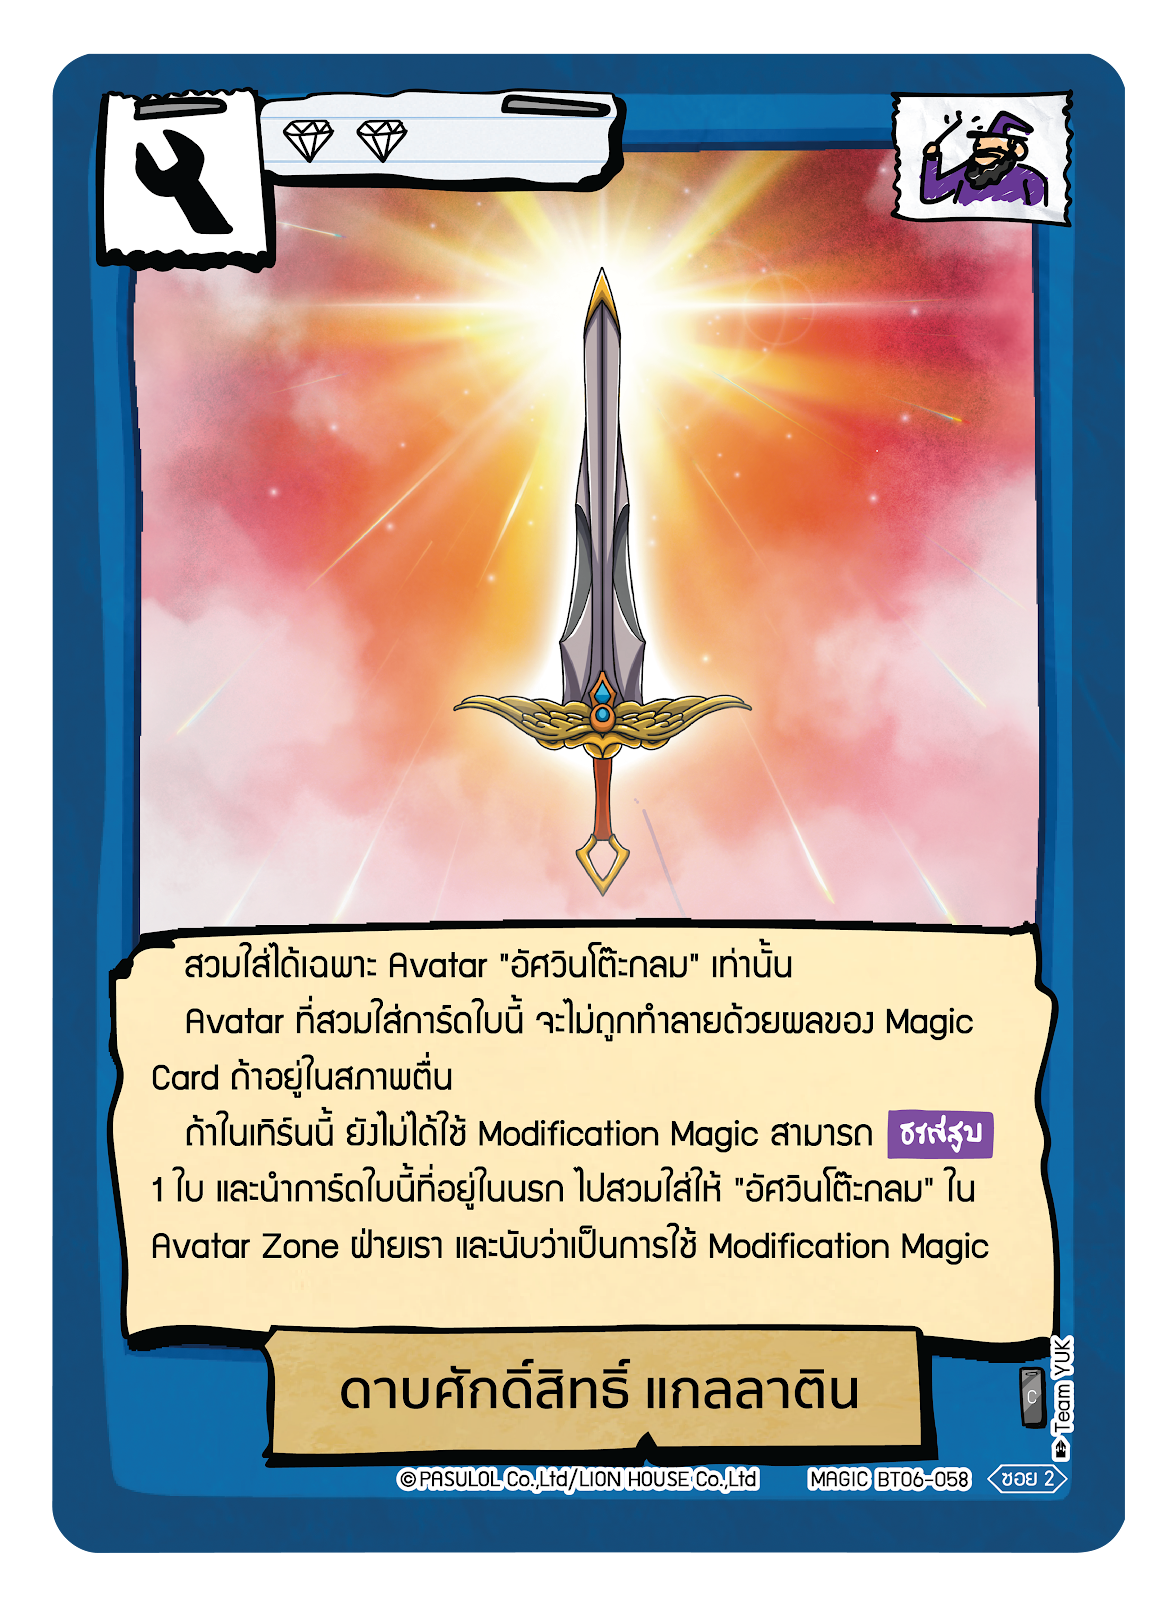 สวมใส่ได้เฉพาะ Avatar "อัศวินโต๊ะกลม" เท่านั้น
Avatar ที่สวมใส่การ์ดใบนี้ จะไม่ถูกทำลายด้วยผลของ Magic
Card ถ้าอยู่ในสภาพตื่น
ถ้าในเทิร์นนี้ ยังไม่ได้ใช้ Modification Magic สามารถ ธรณีสูบ
1 ใบ และนำการ์ดใบนี้ที่อยู่ในนรก ไปสวมใส่ให้ "อัศวินโต๊ะกลม" ใน
Avatar Zone ฝ่ายเรา และนับว่าเป็นการใช้ Modification Magic
ดาบศักดิ์สิทธิ์ แกลลาติน
C
Team YUK
©PASULOL Co.,Ltd/LION HOUSE Co.,Ltd MAGIC BT06-058 ซอย 2